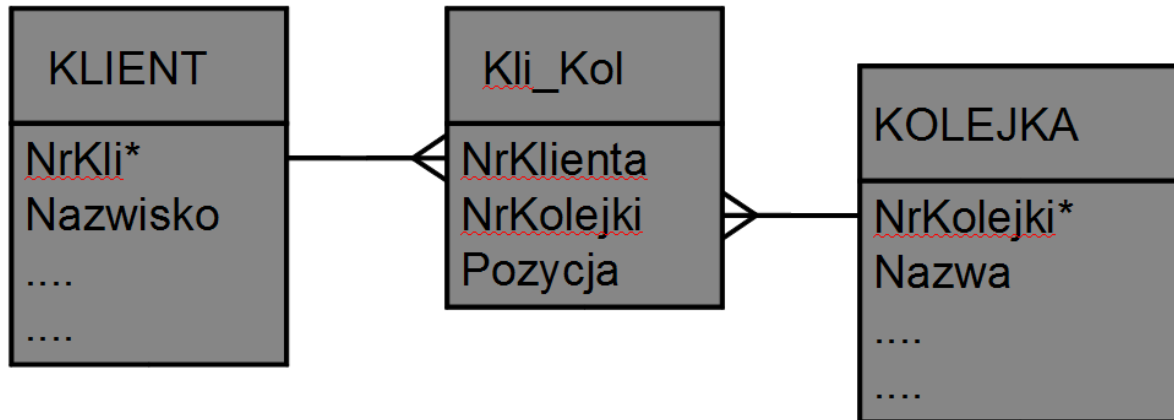 KLIENT
NrKli*
Nazwisko
....
....
Kli_Kol
NrKlienta
NrKolejki
Pozycja
KOLEJKA
NrKolejki*
Nazwa
....
....